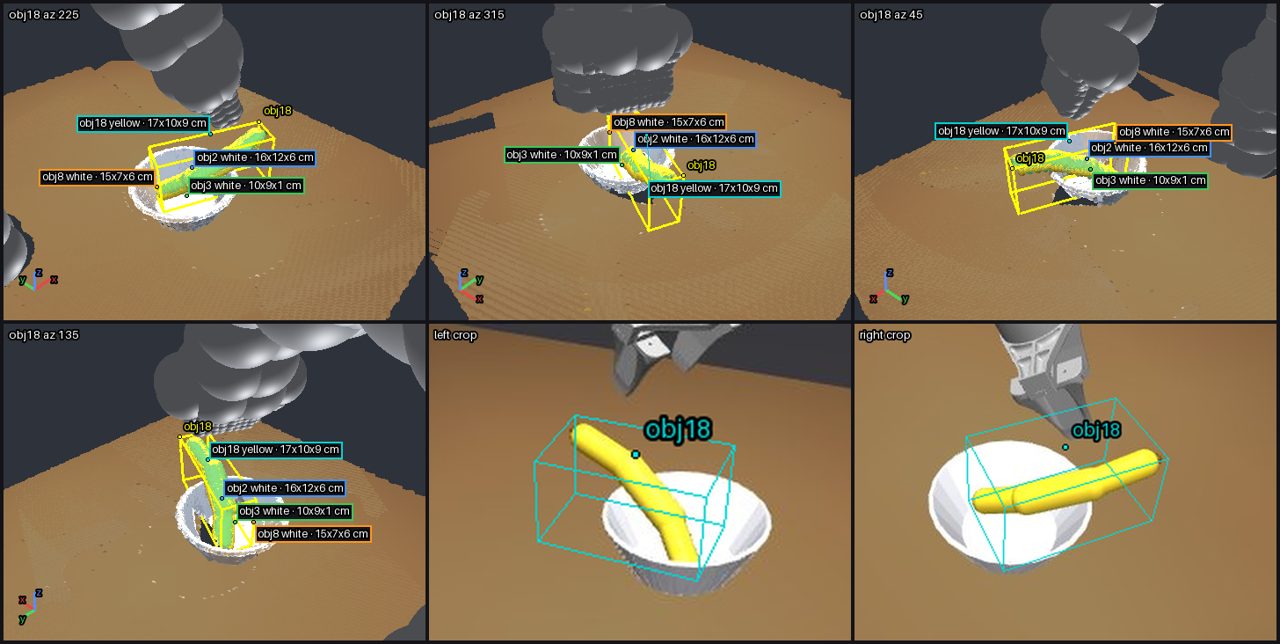 obj18 az 225
obj18
obj18 yellow · 17x10x9 cm
obj2 white · 16x12x6 cm
obj8 white · 15x7x6 cm
obj3 white · 10x9x1 cm
z
y
x
obj18 az 315
obj8 white · 15x7x6 cm
obj2 white · 16x12x6 cm
obj3 white · 10x9x1 cm
obj18
obj18 yellow · 17x10x9 cm
z
y
x
obj18 az 45
obj18 yellow · 17x10x9 cm
obj8 white · 15x7x6 cm
obj2 white · 16x12x6 cm
obj18
obj3 white · 10x9x1 cm
z
x
y
obj18 az 135
obj18
obj18 yellow · 17x10x9 cm
obj2 white · 16x12x6 cm
obj3 white · 10x9x1 cm
obj8 white · 15x7x6 cm
z
x
y
left crop
obj18
right crop
obj18